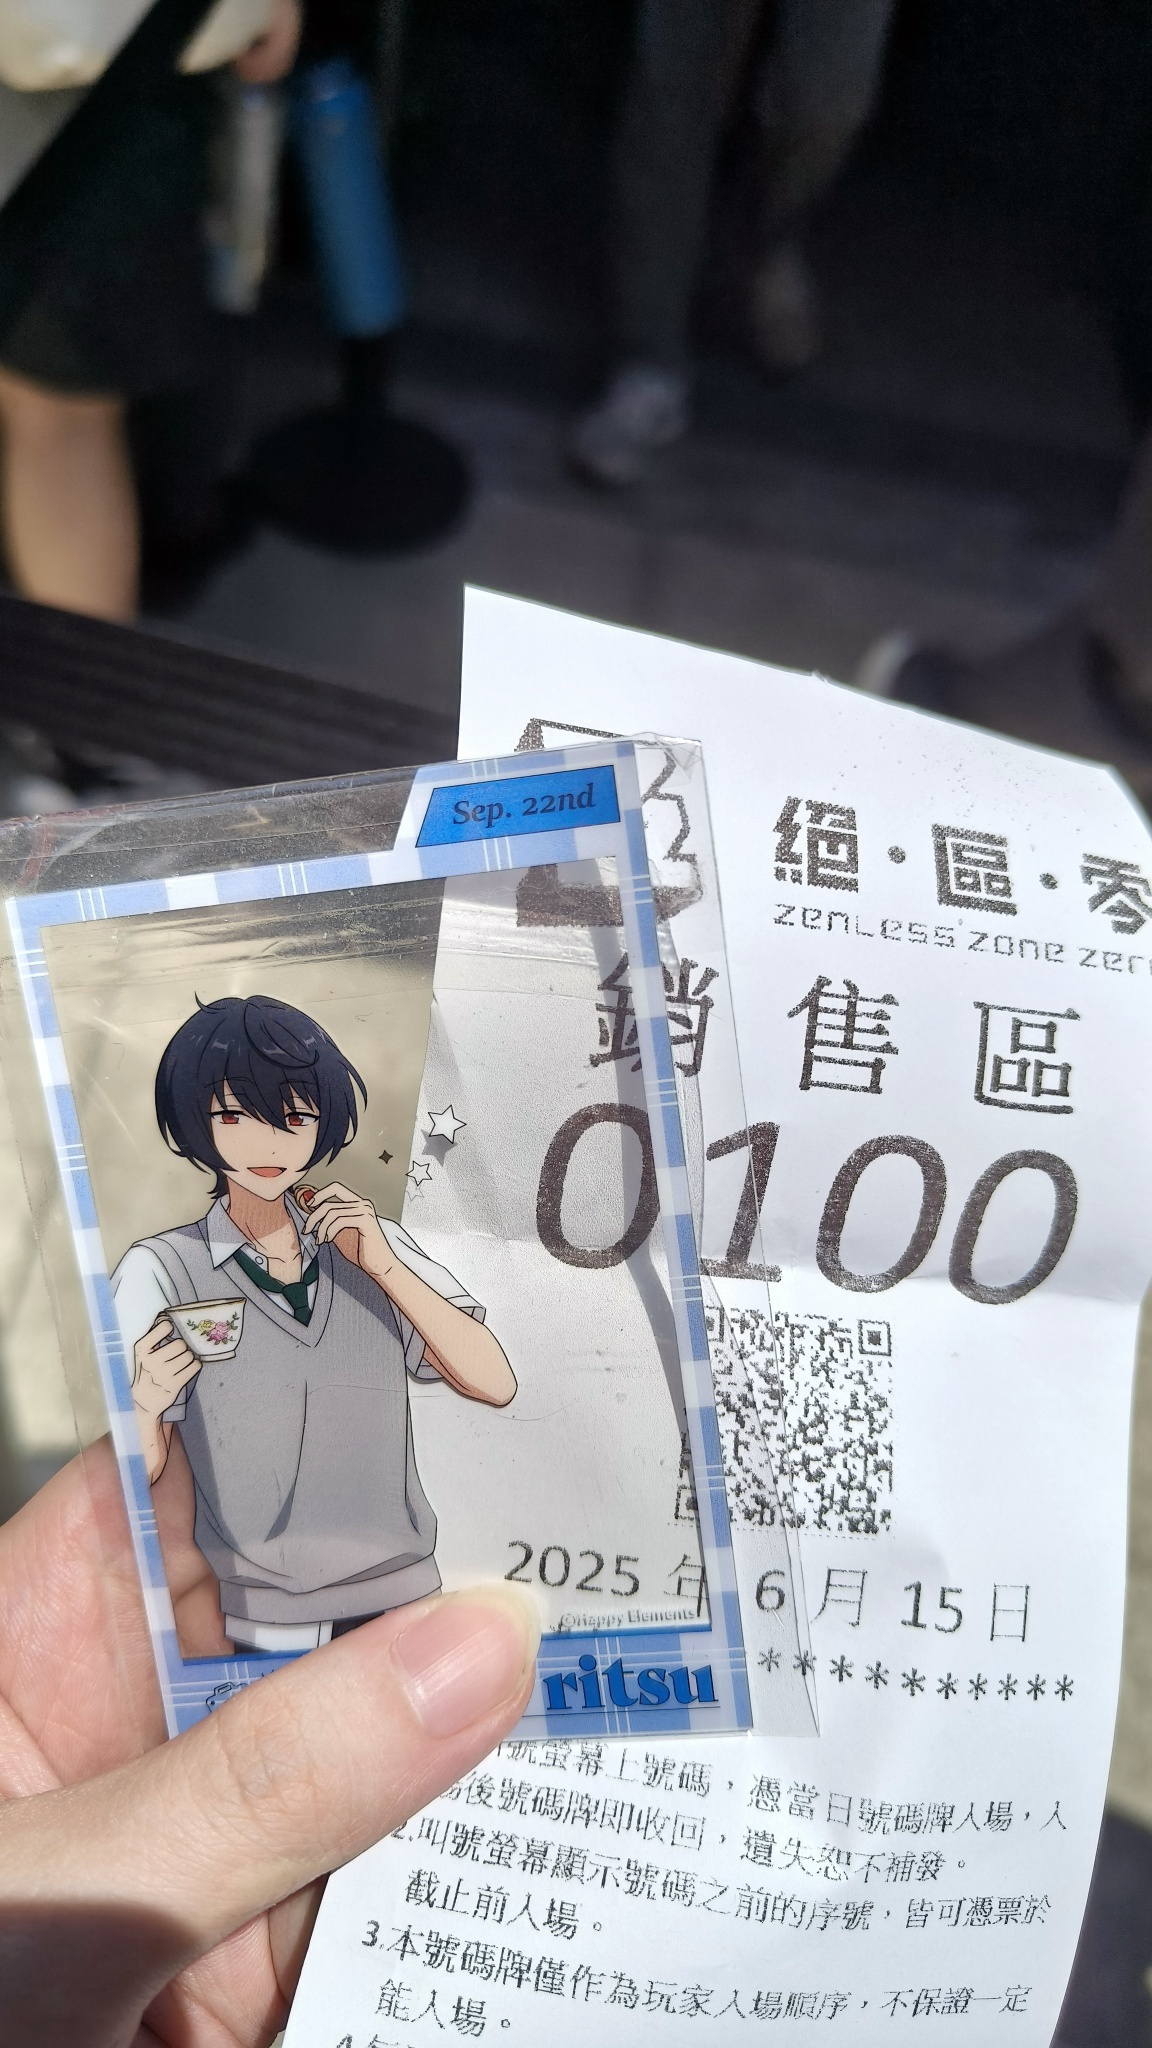 Sep. 22nd
絕·區·零
zenless zone zer
銷售區
0100
2025 年 6 月 15 日
©Happy Elements
ritsu
**********
號螢幕上號碼，憑當日號碼牌入場，入
後號碼牌即收回，遺失恕不補發。
2.叫號螢幕顯示號碼之前的序號，皆可憑票於
截止前入場。
3.本號碼牌僅作為玩家入場順序，不保證一定
能入場。